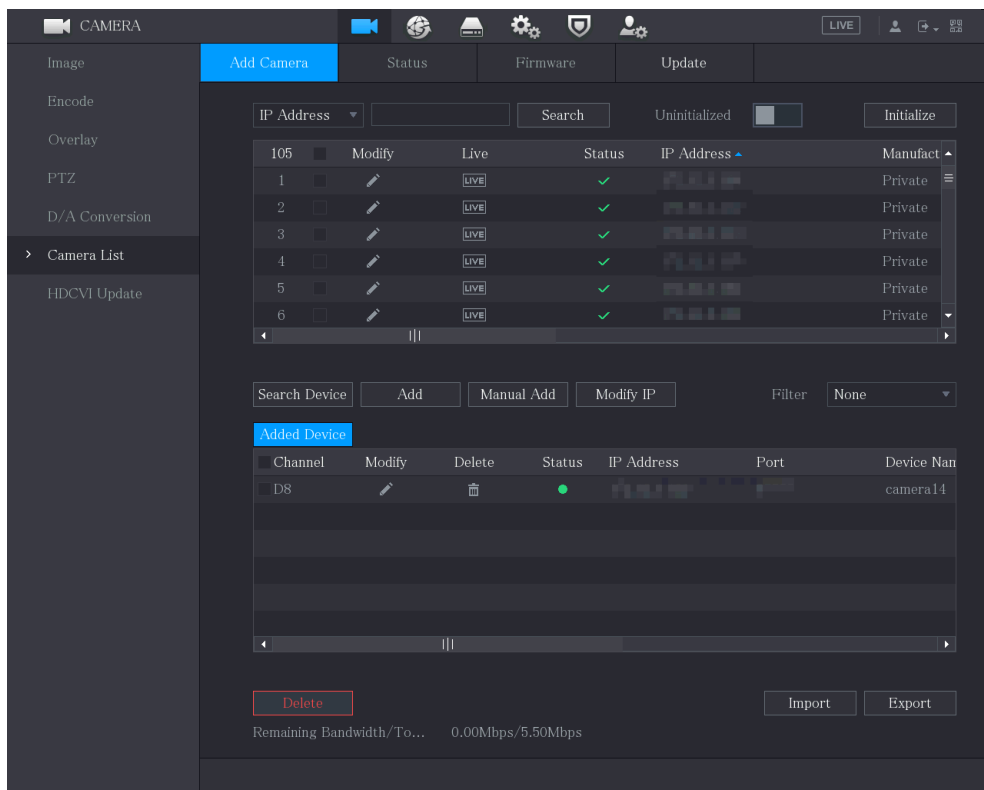 CAMERA LIVE
Image
Encode
Overlay
PTZ
D/A Conversion
Camera List
HDCVI Update
Add Camera Status Firmware Update
IP Address Search Uninitialized Initialize
105 Modify Live Status IP Address Manufact
1 LIVE Private
2 LIVE Private
3 LIVE Private
4 LIVE Private
5 LIVE Private
6 LIVE Private
Search Device Add Manual Add Modify IP Filter None
Added Device
Channel Modify Delete Status IP Address Port Device Nam
D8 camera14
Delete Import Export
Remaining Bandwidth/To... 0.00Mbps/5.50Mbps